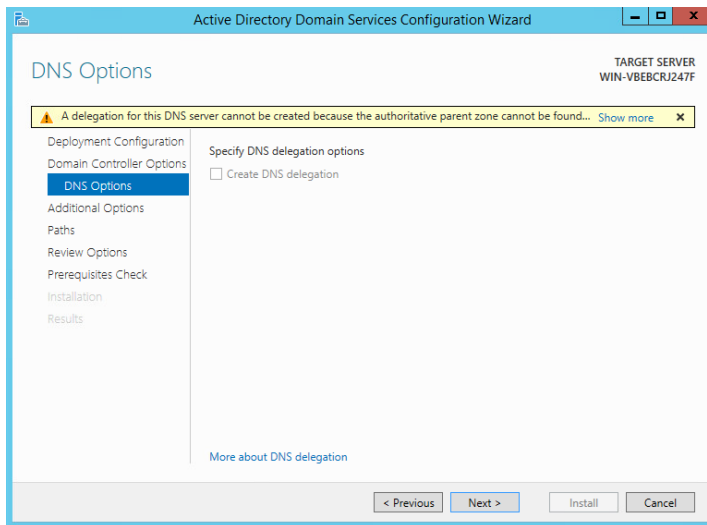 Active Directory Domain Services Configuration Wizard
DNS Options
TARGET SERVER
WIN-VBEBCRJ247F
A delegation for this DNS server cannot be created because the authoritative parent zone cannot be found... Show more
Deployment Configuration
Domain Controller Options
DNS Options
Additional Options
Paths
Review Options
Prerequisites Check
Installation
Results
Specify DNS delegation options
Create DNS delegation
More about DNS delegation
< Previous
Next >
Install
Cancel